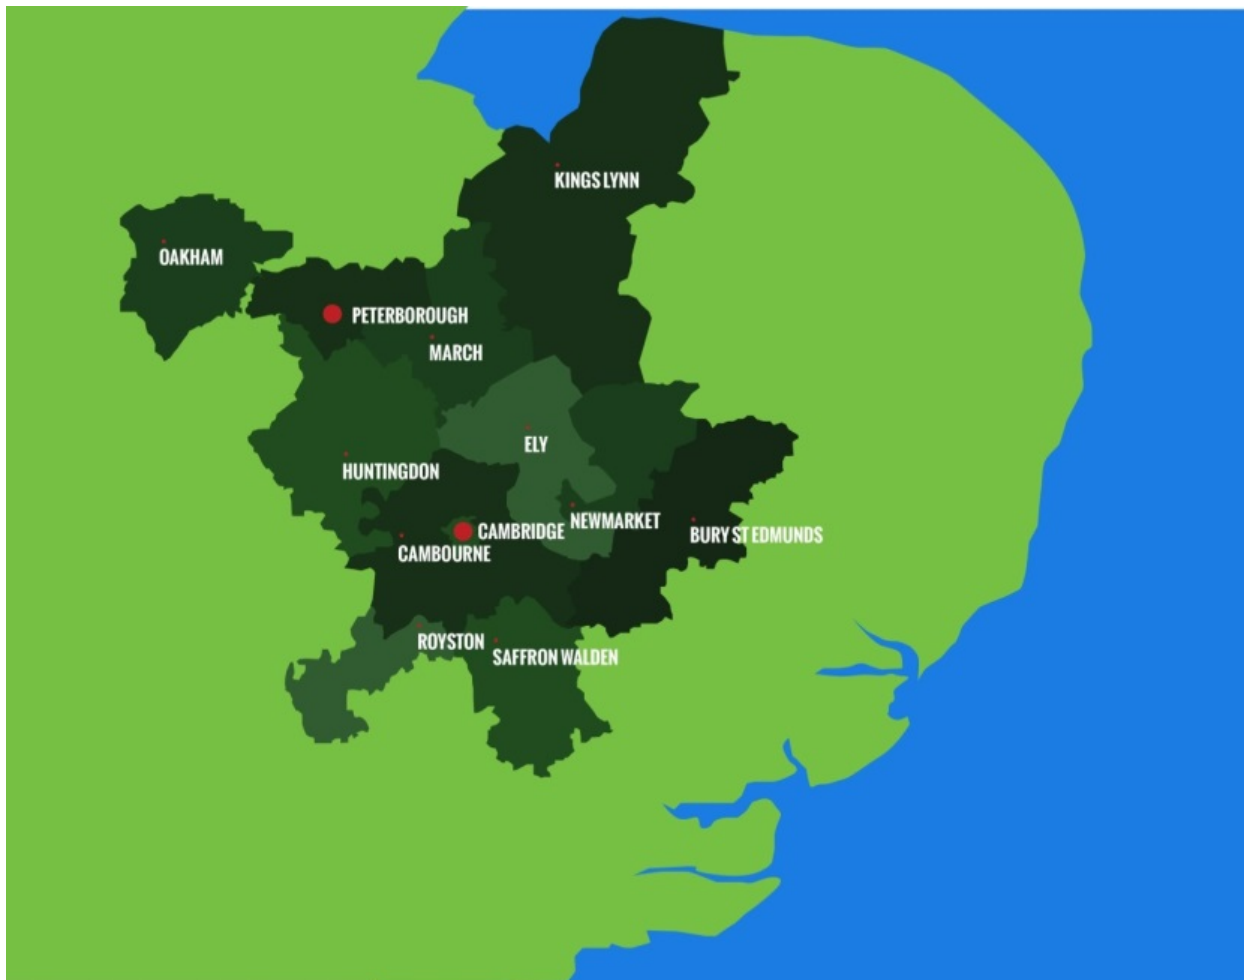 KINGS LYNN
OAKHAM
PETERBOROUGH
MARCH
ELY
HUNTINGDON
NEWMARKET
CAMBRIDGE
BURY ST EDMUNDS
CAMBOURNE
ROYSTON
SAFFRON WALDEN